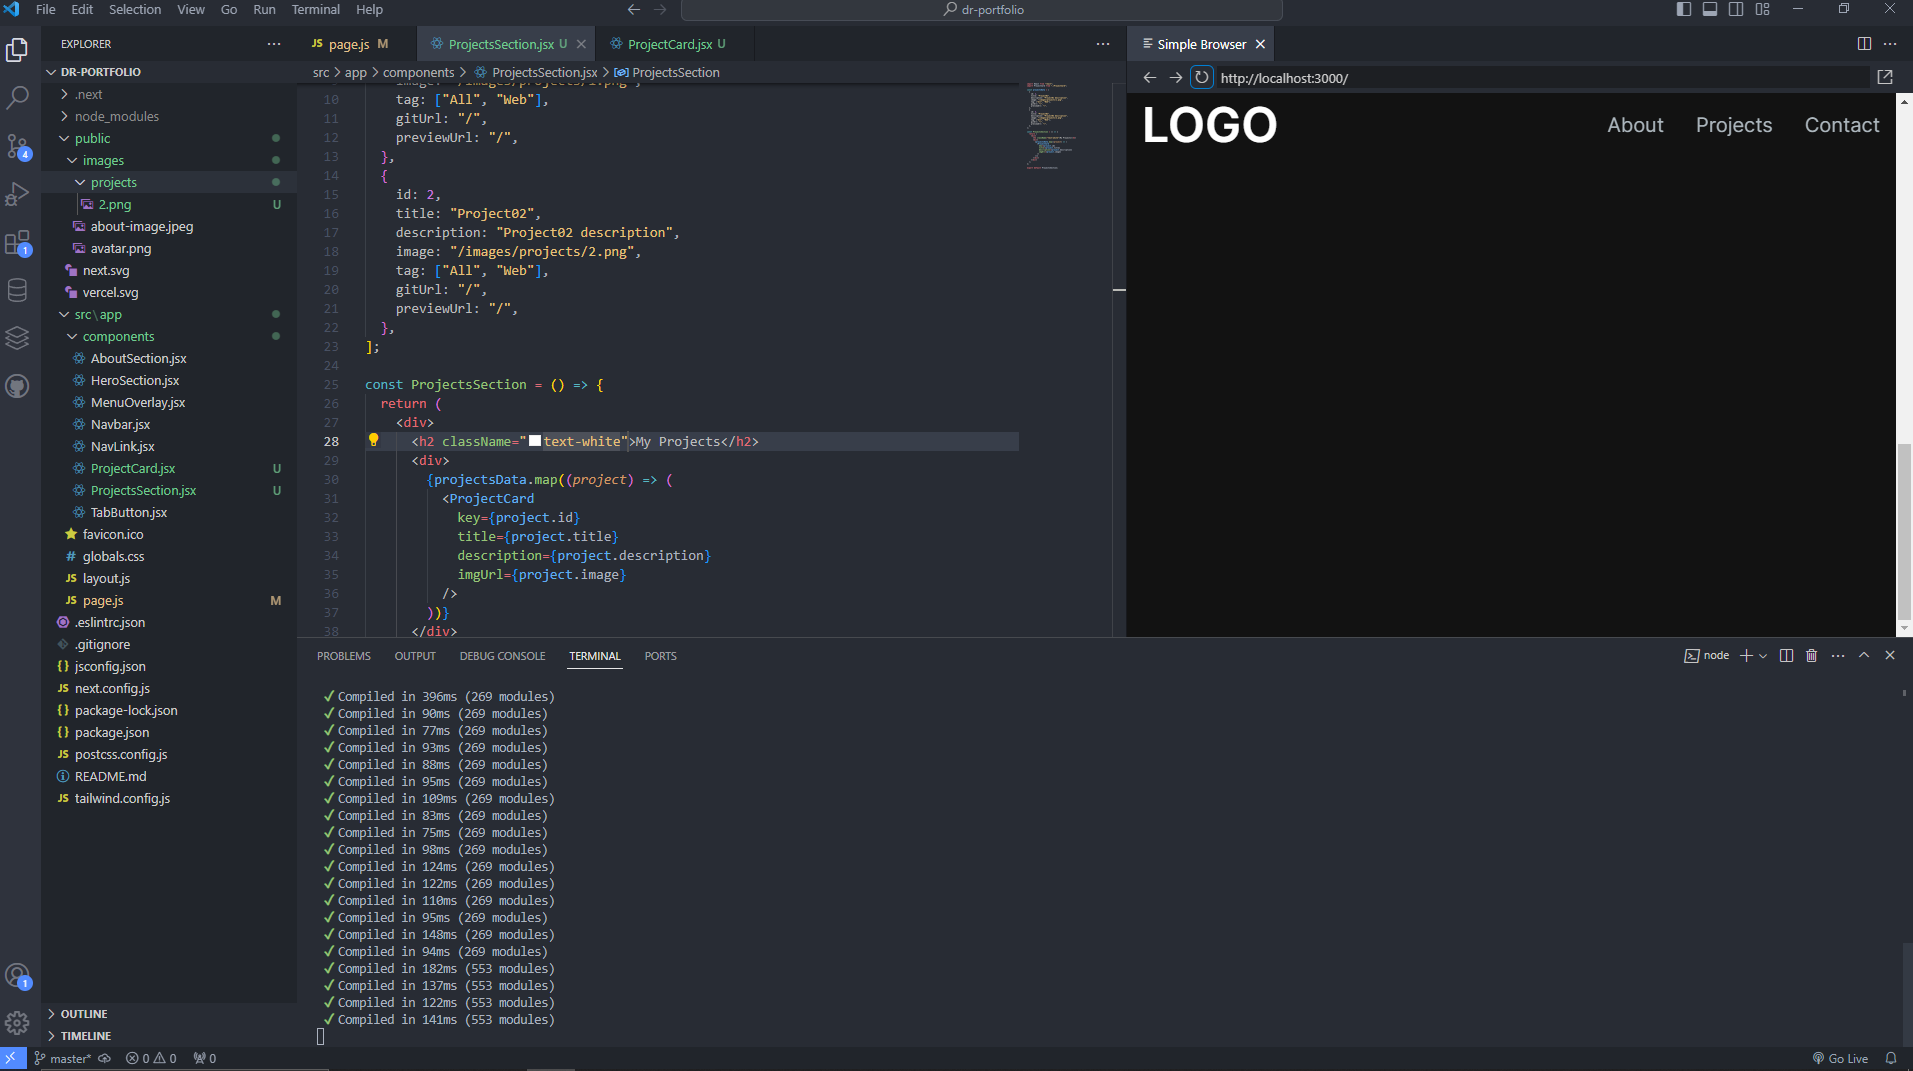 File Edit Selection View Go Run Terminal Help
dr-portfolio
EXPLORER
DR-PORTFOLIO
.next
node_modules
public
images
projects
2.png U
about-image.jpeg
avatar.png
next.svg
vercel.svg
src\app
components
AboutSection.jsx
HeroSection.jsx
MenuOverlay.jsx
Navbar.jsx
NavLink.jsx
ProjectCard.jsx U
ProjectsSection.jsx U
TabButton.jsx
favicon.ico
# globals.css
JS layout.js
JS page.js M
.eslintrc.json
.gitignore
{} jsconfig.json
JS next.config.js
{} package-lock.json
{} package.json
JS postcss.config.js
README.md
JS tailwind.config.js
OUTLINE
TIMELINE
4
1
1
JS page.js M
ProjectsSection.jsx U
ProjectCard.jsx U
src > app > components > ProjectsSection.jsx > ProjectsSection
image: "/images/projects/2.png",
10 tag: ["All", "Web"],
11 gitUrl: "/",
12 previewUrl: "/",
13 },
14 {
15 id: 2,
16 title: "Project02",
17 description: "Project02 description",
18 image: "/images/projects/2.png",
19 tag: ["All", "Web"],
20 gitUrl: "/",
21 previewUrl: "/",
22 },
23 ];
24
25 const ProjectsSection = () => {
26 return (
27 <div>
28 <h2 className="text-white">My Projects</h2>
29 <div>
30 {projectsData.map((project) => (
31 <ProjectCard
32 key={project.id}
33 title={project.title}
34 description={project.description}
35 imgUrl={project.image}
36 />
37 ))}
38 </div>
Simple Browser
http://localhost:3000/
LOGO
About Projects Contact
PROBLEMS OUTPUT DEBUG CONSOLE TERMINAL PORTS
node
✓ Compiled in 396ms (269 modules)
✓ Compiled in 90ms (269 modules)
✓ Compiled in 77ms (269 modules)
✓ Compiled in 93ms (269 modules)
✓ Compiled in 88ms (269 modules)
✓ Compiled in 95ms (269 modules)
✓ Compiled in 109ms (269 modules)
✓ Compiled in 83ms (269 modules)
✓ Compiled in 75ms (269 modules)
✓ Compiled in 98ms (269 modules)
✓ Compiled in 124ms (269 modules)
✓ Compiled in 122ms (269 modules)
✓ Compiled in 110ms (269 modules)
✓ Compiled in 95ms (269 modules)
✓ Compiled in 148ms (269 modules)
✓ Compiled in 94ms (269 modules)
✓ Compiled in 182ms (553 modules)
✓ Compiled in 137ms (553 modules)
✓ Compiled in 122ms (553 modules)
✓ Compiled in 141ms (553 modules)
master* 0 0 0
Go Live